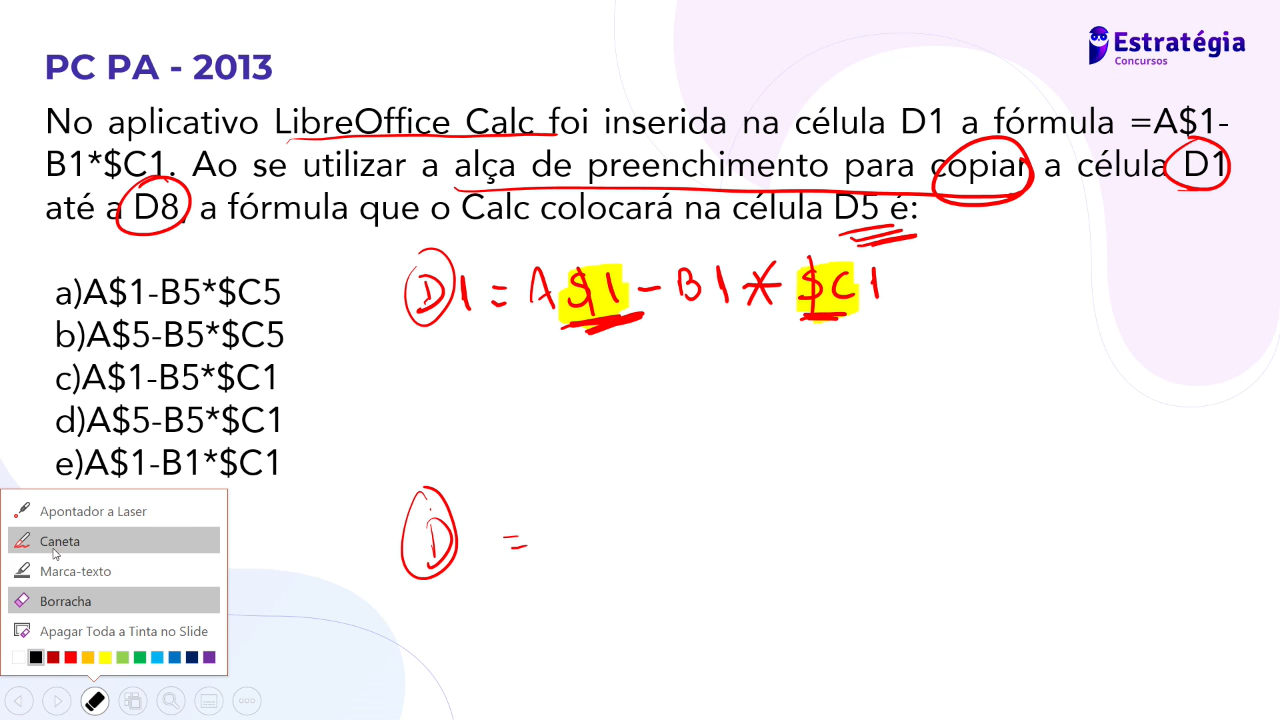 Estratégia
Concursos
PC PA - 2013
No aplicativo LibreOffice Calc foi inserida na célula D1 a fórmula =A$1-
B1*$C1. Ao se utilizar a alça de preenchimento para copiar a célula D1
até a D8, a fórmula que o Calc colocará na célula D5 é:
D1 = A$1 - B1 * $C1
a)A$1-B5*$C5
b)A$5-B5*$C5
c)A$1-B5*$C1
d)A$5-B5*$C1
e)A$1-B1*$C1
D =
Apontador a Laser
Caneta
Marca-texto
Borracha
Apagar Toda a Tinta no Slide